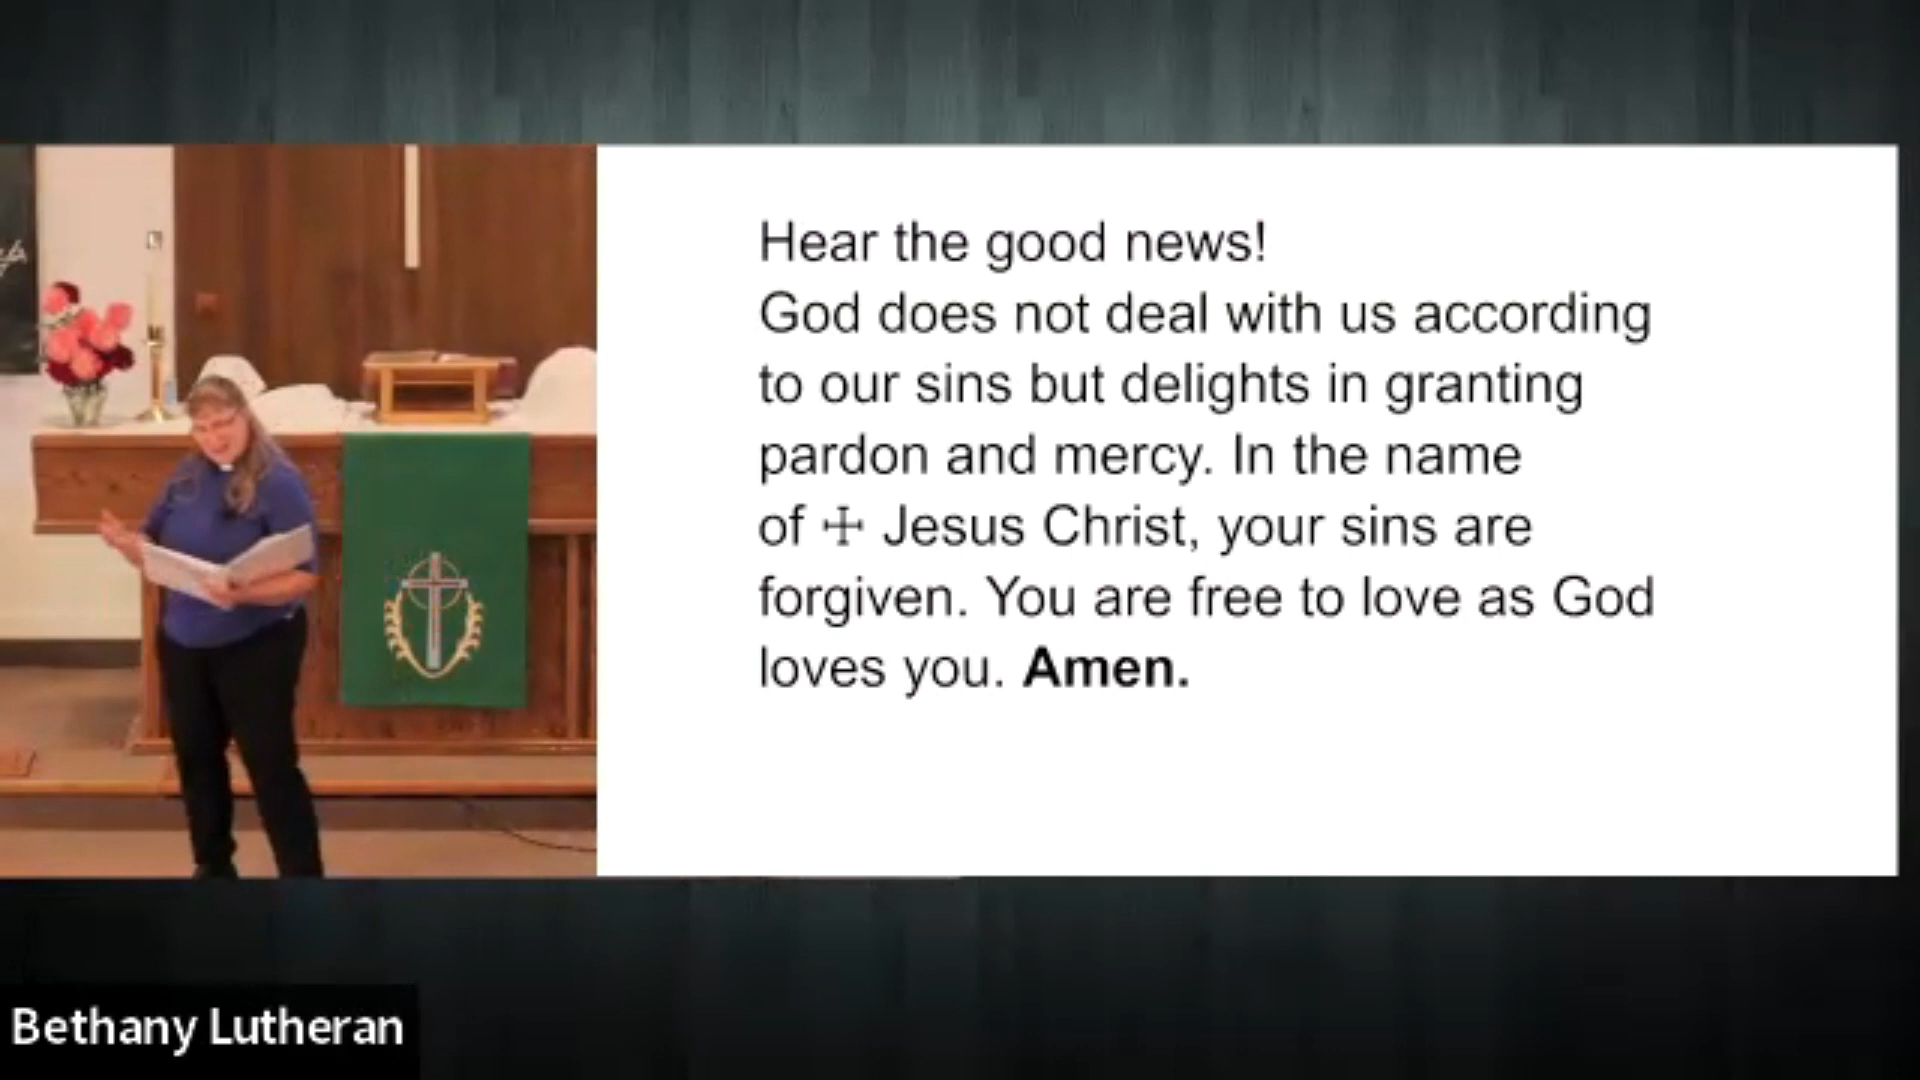 Hear the good news!
God does not deal with us according
to our sins but delights in granting
pardon and mercy. In the name
of ☩ Jesus Christ, your sins are
forgiven. You are free to love as God
loves you. Amen.
Bethany Lutheran